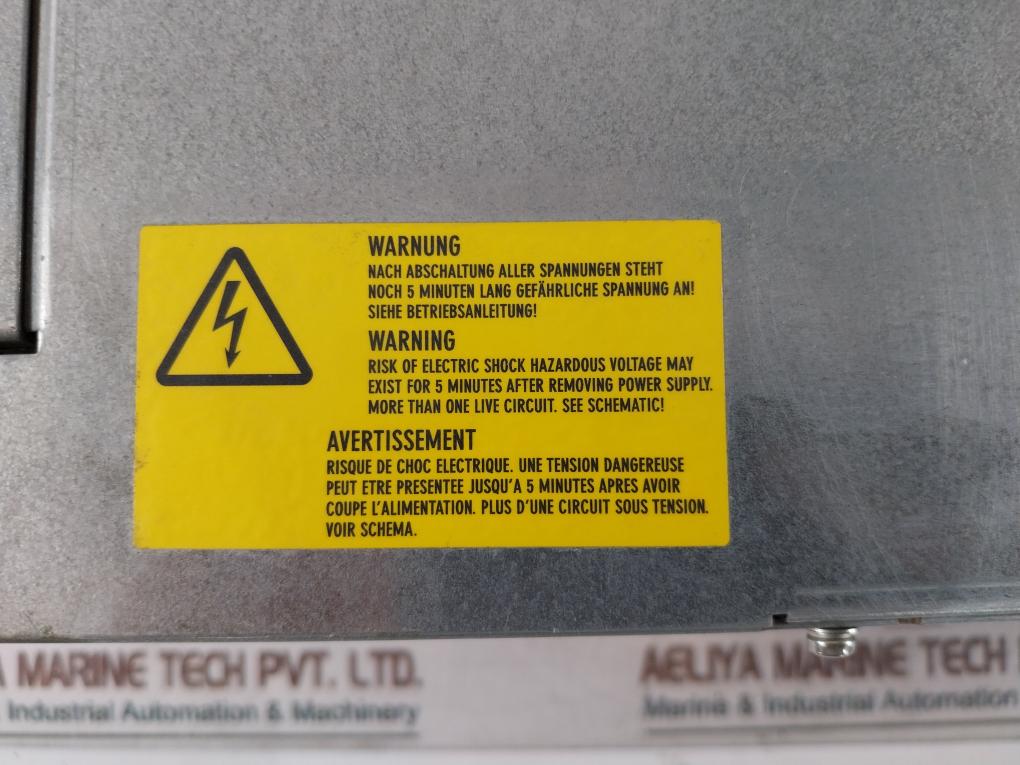 WARNUNG
NACH ABSCHALTUNG ALLER SPANNUNGEN STEHT
NOCH 5 MINUTEN LANG GEFÄHRLICHE SPANNUNG AN!
SIEHE BETRIEBSANLEITUNG!
WARNING
RISK OF ELECTRIC SHOCK HAZARDOUS VOLTAGE MAY
EXIST FOR 5 MINUTES AFTER REMOVING POWER SUPPLY.
MORE THAN ONE LIVE CIRCUIT. SEE SCHEMATIC!
AVERTISSEMENT
RISQUE DE CHOC ELECTRIQUE. UNE TENSION DANGEREUSE
PEUT ETRE PRESENTEE JUSQU'A 5 MINUTES APRES AVOIR
COUPE L'ALIMENTATION. PLUS D'UNE CIRCUIT SOUS TENSION.
VOIR SCHEMA.
A MARINE TECH PVT. LTD.
& Industrial Automation & Machinery
AELIYA MARINE TECH
Marine & Industrial Automation